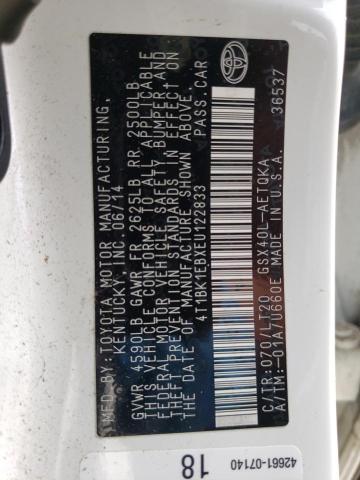 MFD. BY: TOYOTA MOTOR MANUFACTURING,
KENTUCKY, INC. 06/14
GVWR 4590LB GAWR FR 2625LB RR 2500LB
THIS VEHICLE CONFORMS TO ALL APPLICABLE
FEDERAL MOTOR VEHICLE SAFETY, BUMPER, AND
THEFT PREVENTION STANDARDS IN EFFECT ON
THE DATE OF MANUFACTURE SHOWN ABOVE.
4T1BK1EBXEU122833 PASS. CAR
C/TR: 070/LT20 GSX40L-AETQKA
A/TM: -01A/U660E MADE IN U.S.A.
36537
TOYOTA
42661-07140
18